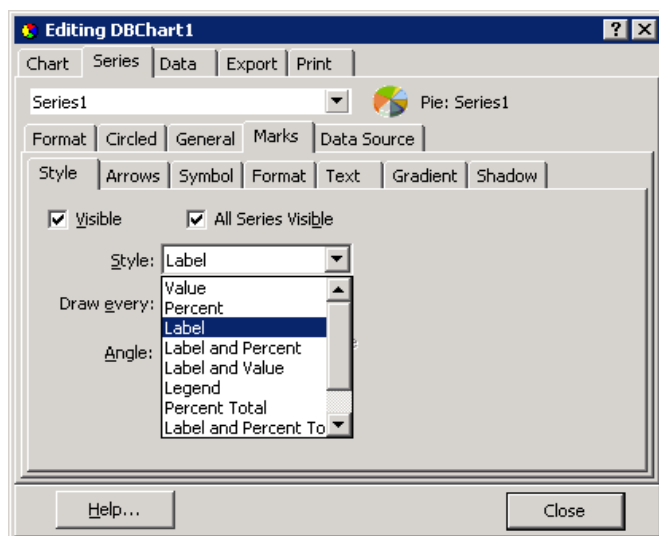 Editing DBChart1
Chart Series Data Export Print
Series1 Pie: Series1
Format Circled General Marks Data Source
Style Arrows Symbol Format Text Gradient Shadow
Visible All Series Visible
Style: Label
Value
Draw every: Percent
Label
Angle: Label and Percent
Label and Value
Legend
Percent Total
Label and Percent To
Help... Close